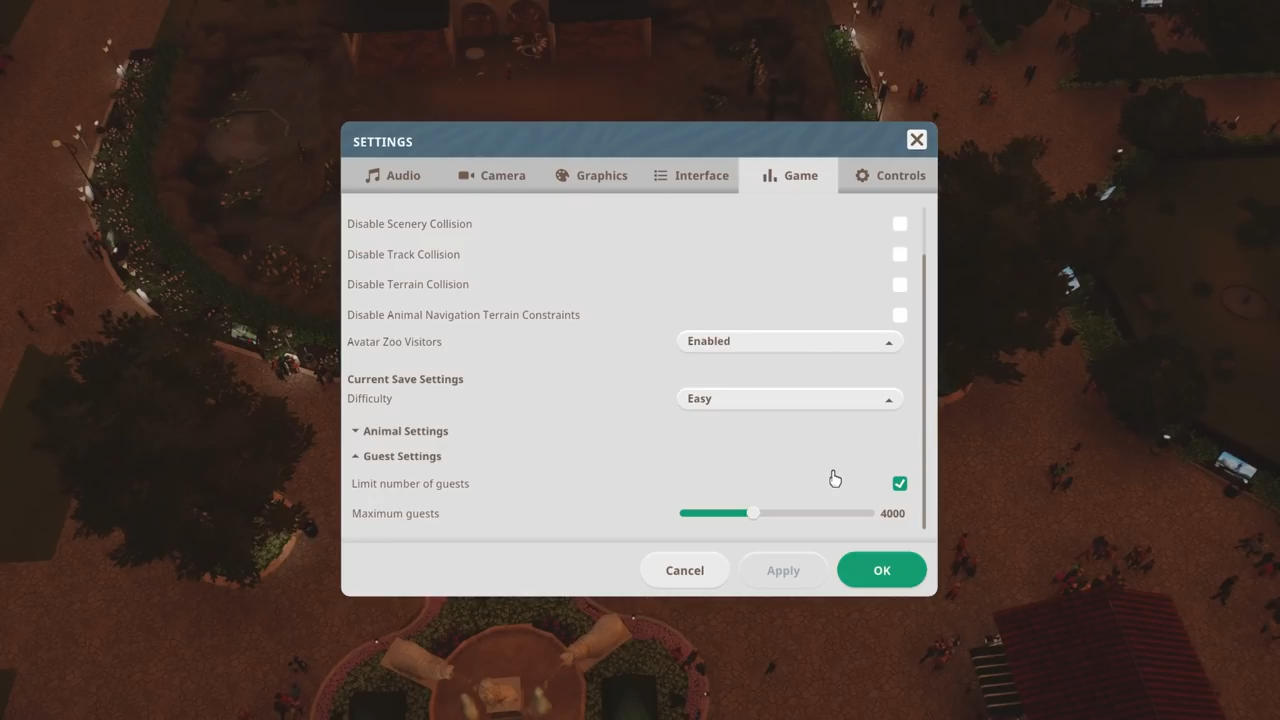 SETTINGS
Audio Camera Graphics Interface Game Controls
Disable Scenery Collision
Disable Track Collision
Disable Terrain Collision
Disable Animal Navigation Terrain Constraints
Avatar Zoo Visitors Enabled
Current Save Settings
Difficulty Easy
Animal Settings
Guest Settings
Limit number of guests
Maximum guests 4000
Cancel Apply OK